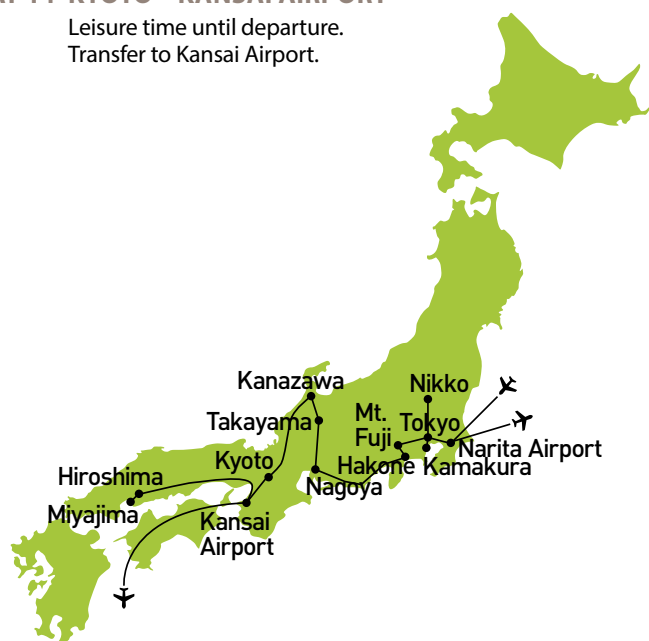 Leisure time until departure.
Transfer to Kansai Airport.
Kanazawa
Nikko
Takayama
Mt.
Fuji
Tokyo
Narita Airport
Kyoto
Hakone
Kamakura
Hiroshima
Nagoya
Miyajima
Kansai
Airport